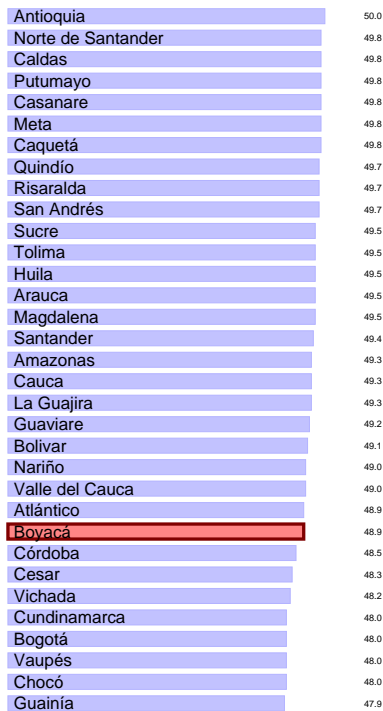 Antioquia 50.0
Norte de Santander 49.8
Caldas 49.8
Putumayo 49.8
Casanare 49.8
Meta 49.8
Caquetá 49.8
Quindío 49.7
Risaralda 49.7
San Andrés 49.7
Sucre 49.5
Tolima 49.5
Huila 49.5
Arauca 49.5
Magdalena 49.5
Santander 49.4
Amazonas 49.3
Cauca 49.3
La Guajira 49.3
Guaviare 49.2
Bolivar 49.1
Nariño 49.0
Valle del Cauca 49.0
Atlántico 48.9
Boyacá 48.9
Córdoba 48.5
Cesar 48.3
Vichada 48.2
Cundinamarca 48.0
Bogotá 48.0
Vaupés 48.0
Chocó 48.0
Guainía 47.9